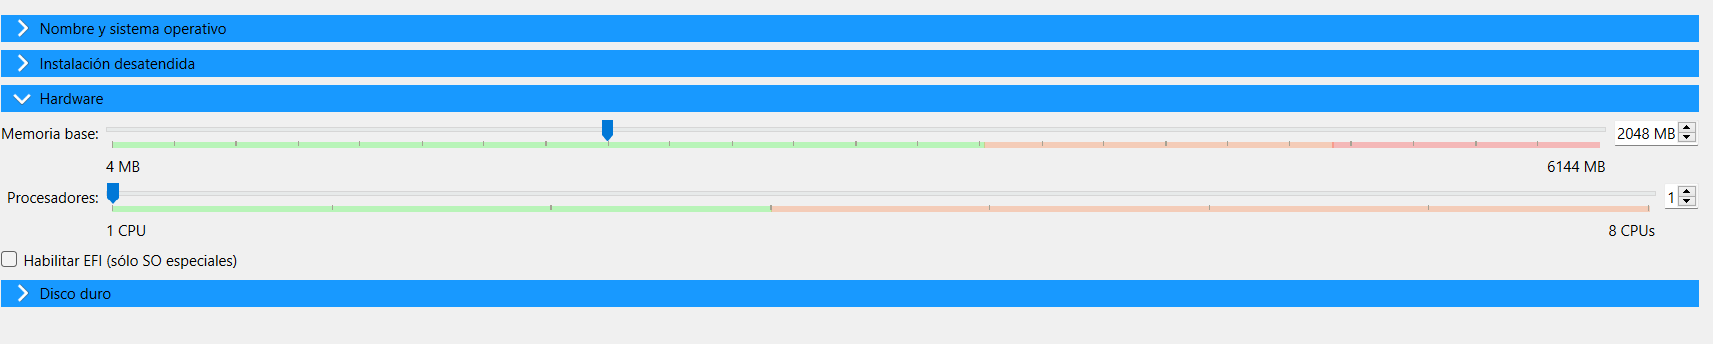 Nombre y sistema operativo
Instalación desatendida
Hardware
Memoria base: 2048 MB
4 MB 6144 MB
Procesadores: 1
1 CPU 8 CPUs
Habilitar EFI (sólo SO especiales)
Disco duro